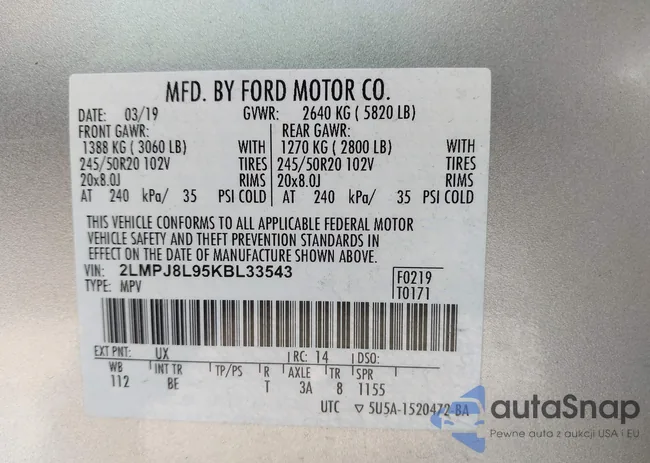 MFD. BY FORD MOTOR CO.
DATE: 03/19 GVWR: 2640 KG ( 5820 LB)
FRONT GAWR: REAR GAWR:
1388 KG ( 3060 LB) WITH 1270 KG ( 2800 LB) WITH
245/50R20 102V TIRES 245/50R20 102V TIRES
20x8.0J RIMS 20x8.0J RIMS
AT 240 kPa/ 35 PSI COLD AT 240 kPa/ 35 PSI COLD
THIS VEHICLE CONFORMS TO ALL APPLICABLE FEDERAL MOTOR
VEHICLE SAFETY AND THEFT PREVENTION STANDARDS IN
EFFECT ON THE DATE OF MANUFACTURE SHOWN ABOVE.
VIN: 2LMPJ8L95KBL33543 F0219
TYPE: MPV T0171
EXT PNT: UX RC: 14 DSO:
WB INT TR TP/PS R AXLE TR SPR
112 BE T 3A 8 1155
UTC ▽ 5U5A-1520472-BA
autaSnap
Pewne auta z aukcji USA i EU